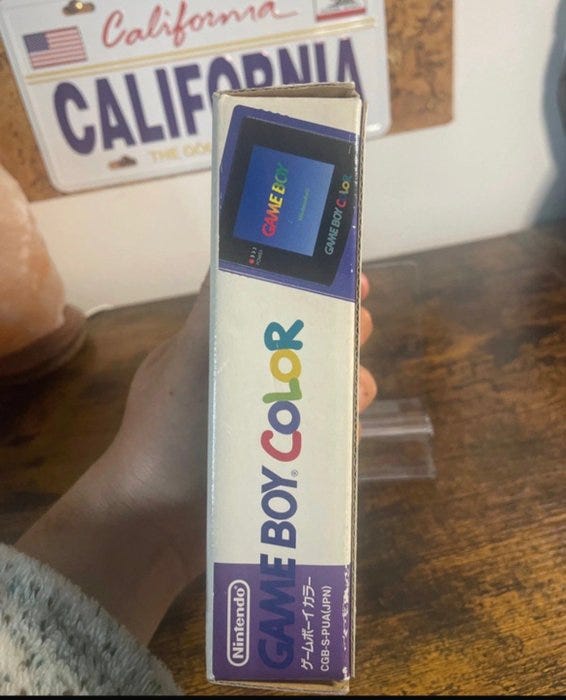 California
CALIFORNIA
GAME BOY
GAME BOY COLOR
POWER
GAME BOY® COLOR
Nintendo®
ゲームボーイカラー
CGB-S-PUA(JPN)